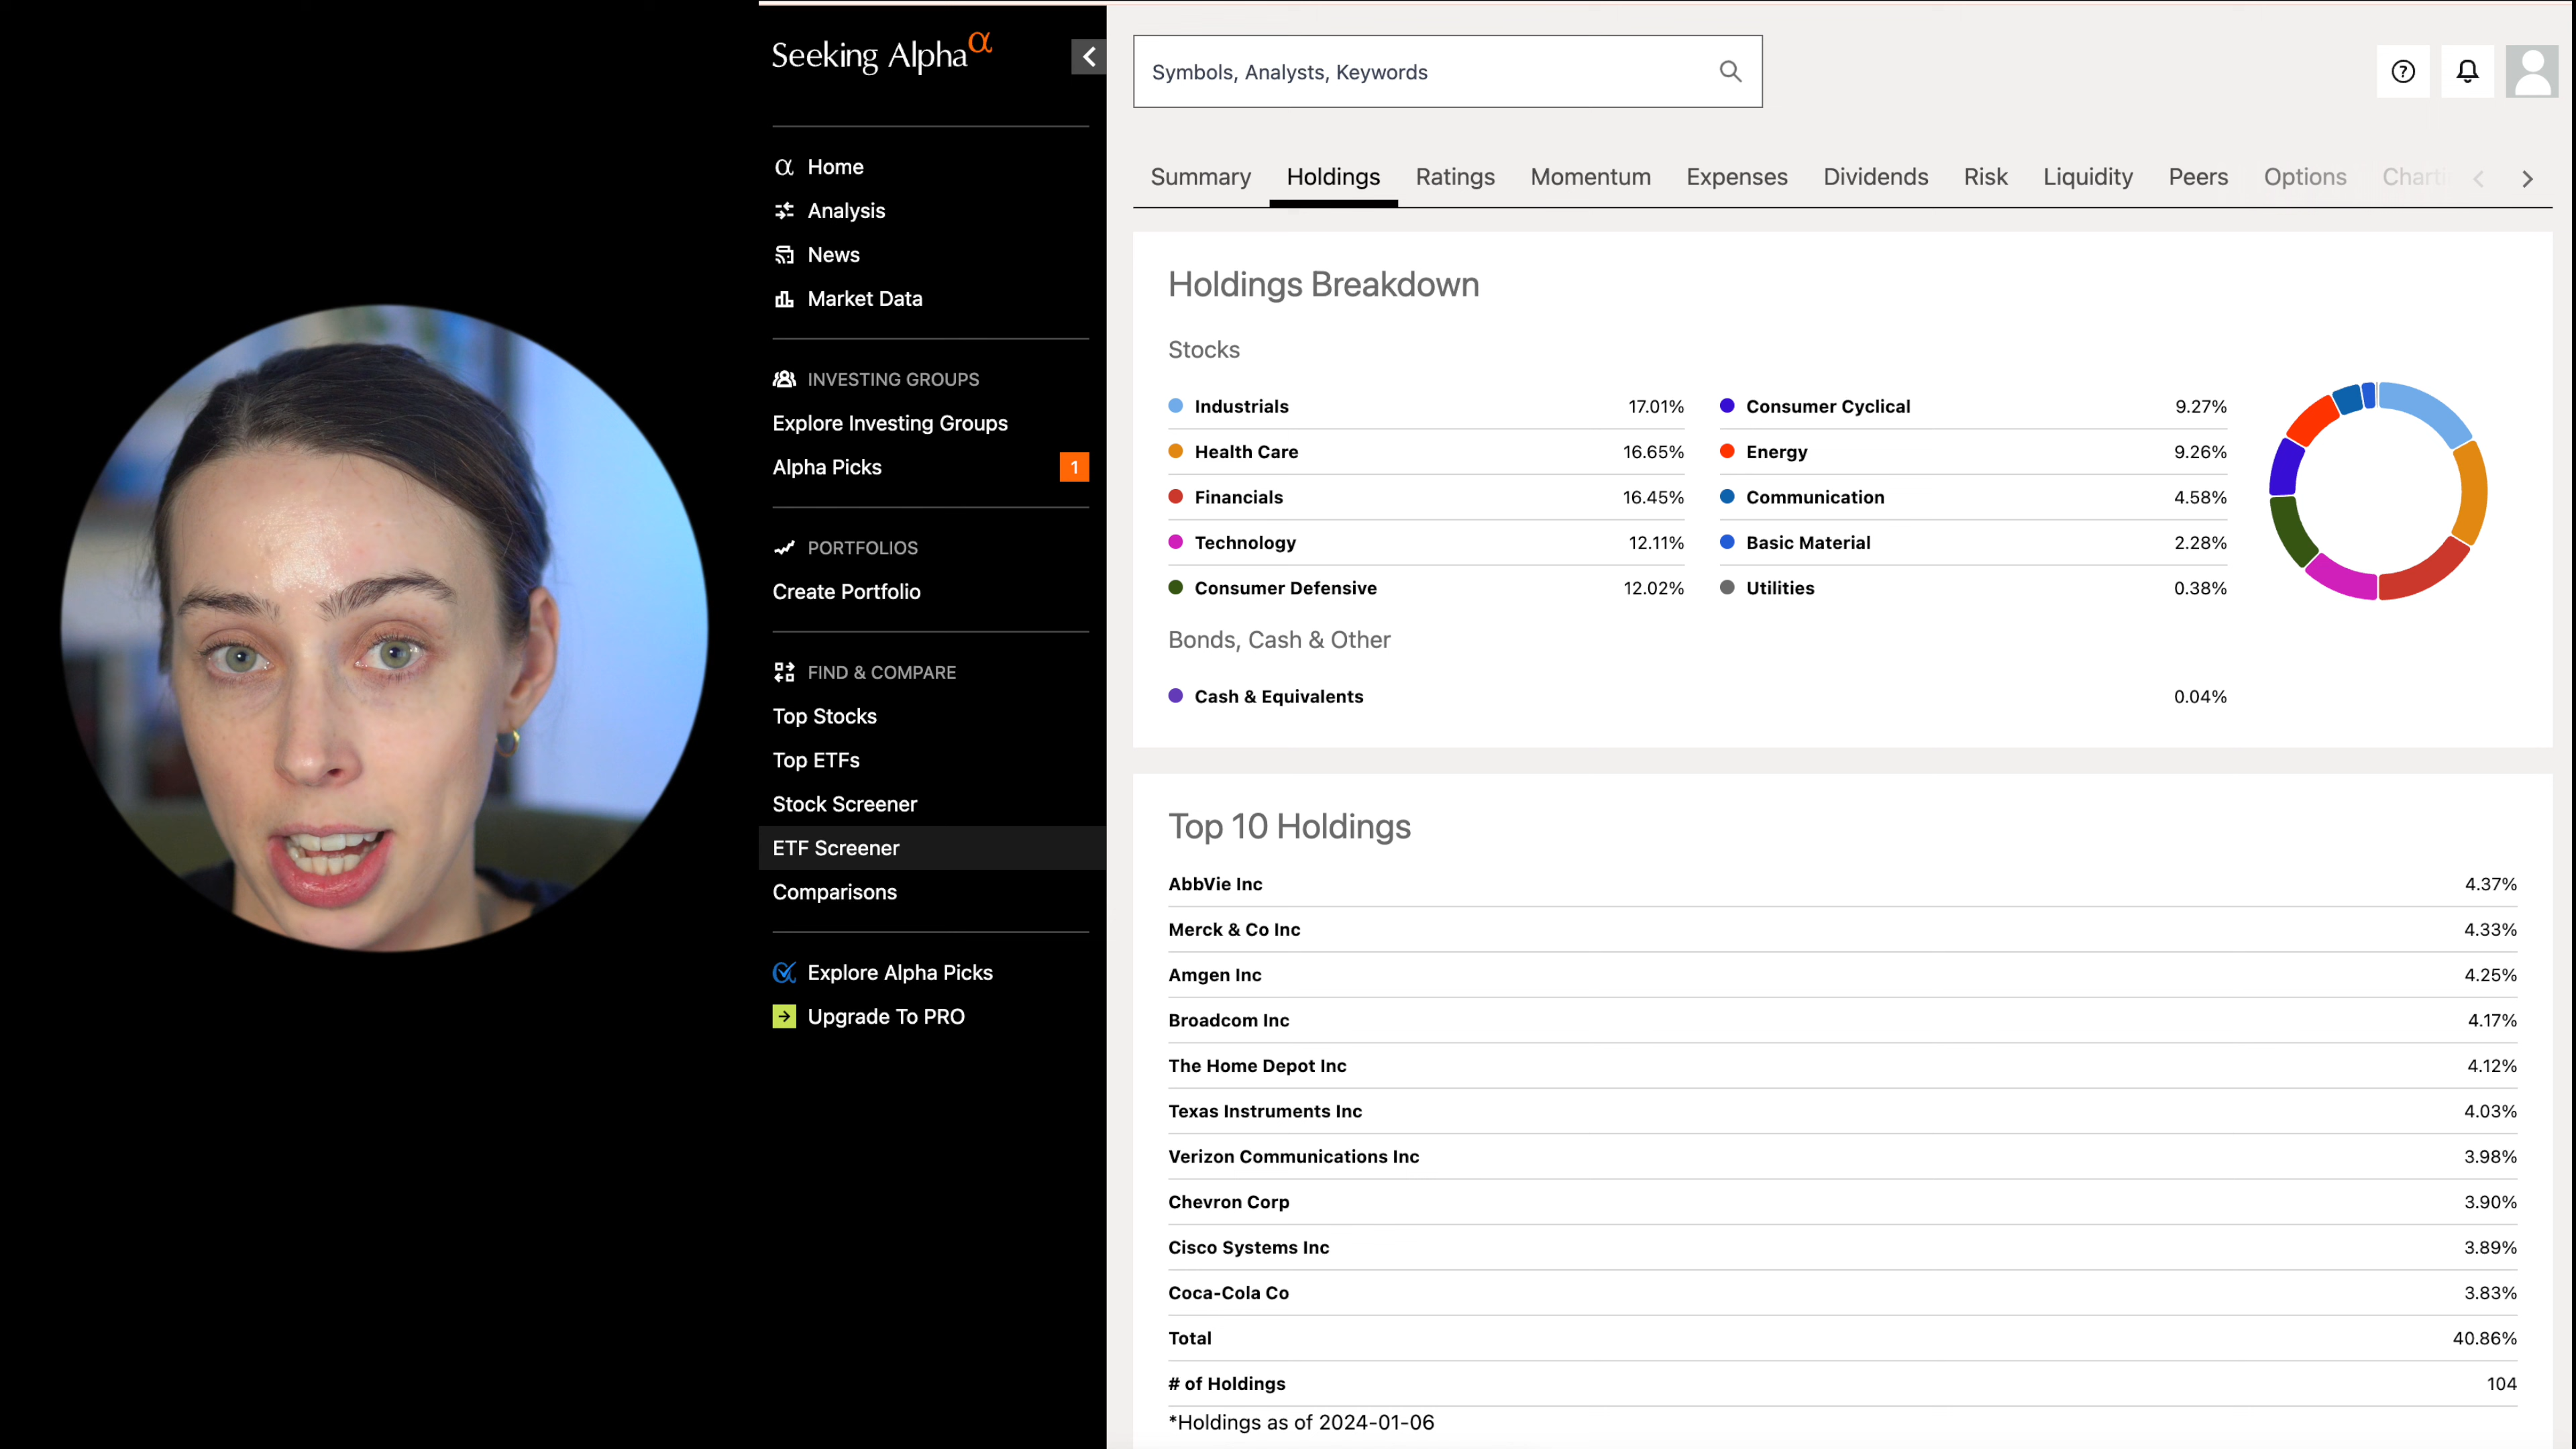 Seeking Alpha α
Home
Analysis
News
Market Data
INVESTING GROUPS
Explore Investing Groups
Alpha Picks 1
PORTFOLIOS
Create Portfolio
FIND & COMPARE
Top Stocks
Top ETFs
Stock Screener
ETF Screener
Comparisons
Explore Alpha Picks
Upgrade To PRO
Symbols, Analysts, Keywords
Summary Holdings Ratings Momentum Expenses Dividends Risk Liquidity Peers Options Charti
Holdings Breakdown
Stocks
Industrials 17.01% Consumer Cyclical 9.27%
Health Care 16.65% Energy 9.26%
Financials 16.45% Communication 4.58%
Technology 12.11% Basic Material 2.28%
Consumer Defensive 12.02% Utilities 0.38%
Bonds, Cash & Other
Cash & Equivalents 0.04%
Top 10 Holdings
AbbVie Inc 4.37%
Merck & Co Inc 4.33%
Amgen Inc 4.25%
Broadcom Inc 4.17%
The Home Depot Inc 4.12%
Texas Instruments Inc 4.03%
Verizon Communications Inc 3.98%
Chevron Corp 3.90%
Cisco Systems Inc 3.89%
Coca-Cola Co 3.83%
Total 40.86%
# of Holdings 104
*Holdings as of 2024-01-06